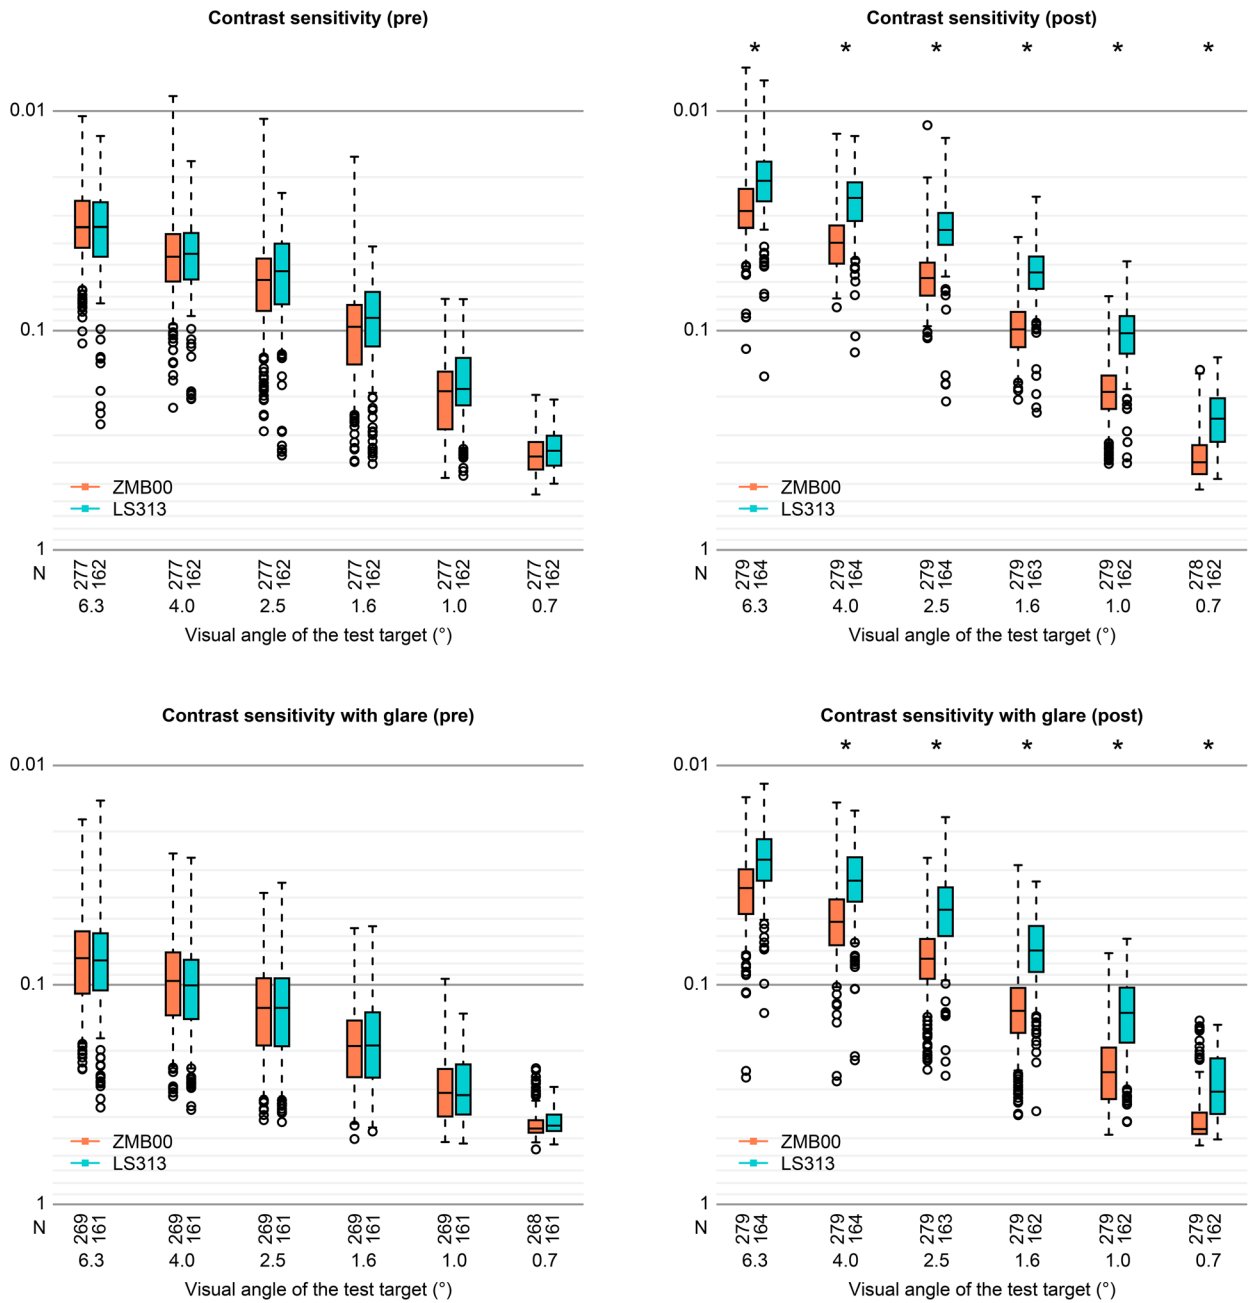 Contrast sensitivity (pre)
0.01
0.1
1
ZMB00
LS313
N
277 162 277 162 277 162 277 162 277 162 277 162
6.3 4.0 2.5 1.6 1.0 0.7
Visual angle of the test target (°)
Contrast sensitivity (post)
* * * * * *
0.01
0.1
1
ZMB00
LS313
N
279 164 279 164 279 164 279 163 279 162 278 162
6.3 4.0 2.5 1.6 1.0 0.7
Visual angle of the test target (°)
Contrast sensitivity with glare (pre)
0.01
0.1
1
ZMB00
LS313
N
269 161 269 161 269 161 269 161 269 161 268 161
6.3 4.0 2.5 1.6 1.0 0.7
Visual angle of the test target (°)
Contrast sensitivity with glare (post)
* * * * *
0.01
0.1
1
ZMB00
LS313
N
279 164 279 164 279 163 279 162 279 162 279 162
6.3 4.0 2.5 1.6 1.0 0.7
Visual angle of the test target (°)